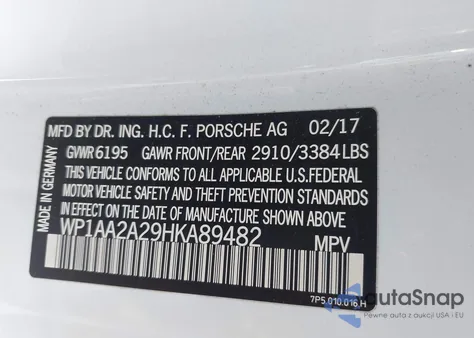 MFD BY DR. ING. H.C. F. PORSCHE AG 02/17
GWR 6195 GAWR FRONT/REAR 2910/3384 LBS
THIS VEHICLE CONFORMS TO ALL APPLICABLE U.S.FEDERAL
MOTOR VEHICLE SAFETY AND THEFT PREVENTION STANDARDS
IN EFFECT ON THE DATE OF MANUFACTURE SHOWN ABOVE.
WP1AA2A29HKA89482 MPV
MADE IN GERMANY
7P5.010.016.H
autaSnap
Pewne auta z aukcji USA i EU